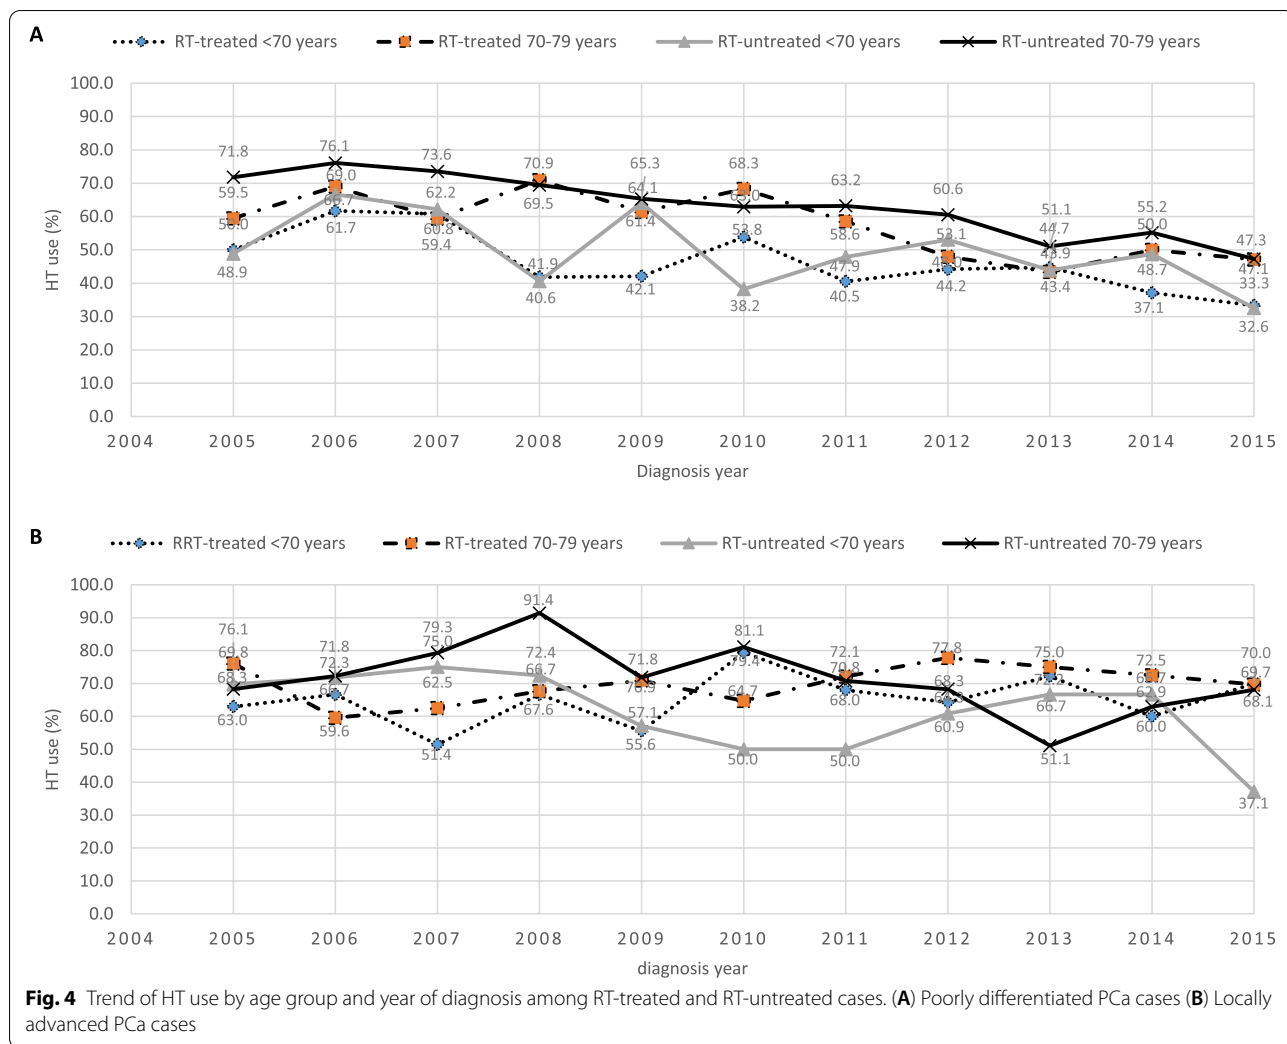 A
RT-treated <70 years RT-treated 70-79 years RT-untreated <70 years RT-untreated 70-79 years
100.0
90.0
80.0
70.0
60.0
50.0
40.0
30.0
20.0
10.0
0.0
HT use (%)
71.8 76.1 73.6 70.9 65.3 68.3 63.2 60.6 51.1 55.2 47.3
59.5 69.0 62.2 69.5 64.1 58.6 53.1 44.7 50.0 47.1
66.7 60.8 41.9 61.4 53.8 47.9 43.9 48.7 33.3
48.9 61.7 59.4 40.6 42.1 38.2 40.5 44.2 43.4 37.1 32.6
2004 2005 2006 2007 2008 2009 2010 2011 2012 2013 2014 2015
Diagnosis year
B
RRT-treated <70 years RT-treated 70-79 years RT-untreated <70 years RT-untreated 70-79 years
100.0
90.0
80.0
70.0
60.0
50.0
40.0
30.0
20.0
10.0
0.0
HT use (%)
76.1 71.8 79.3 91.4 71.8 81.1 72.1 77.8 75.0 72.5 70.0
69.8 72.3 75.0 72.4 79.4 70.8 68.3 69.7
68.3 62.5 66.7 57.1 64.7 68.0 66.7 62.9 68.1
63.0 59.6 51.4 67.6 55.6 50.0 50.0 60.9 51.1 60.0 37.1
2004 2005 2006 2007 2008 2009 2010 2011 2012 2013 2014 2015
diagnosis year
Fig. 4 Trend of HT use by age group and year of diagnosis among RT-treated and RT-untreated cases. (A) Poorly differentiated PCa cases (B) Locally
advanced PCa cases